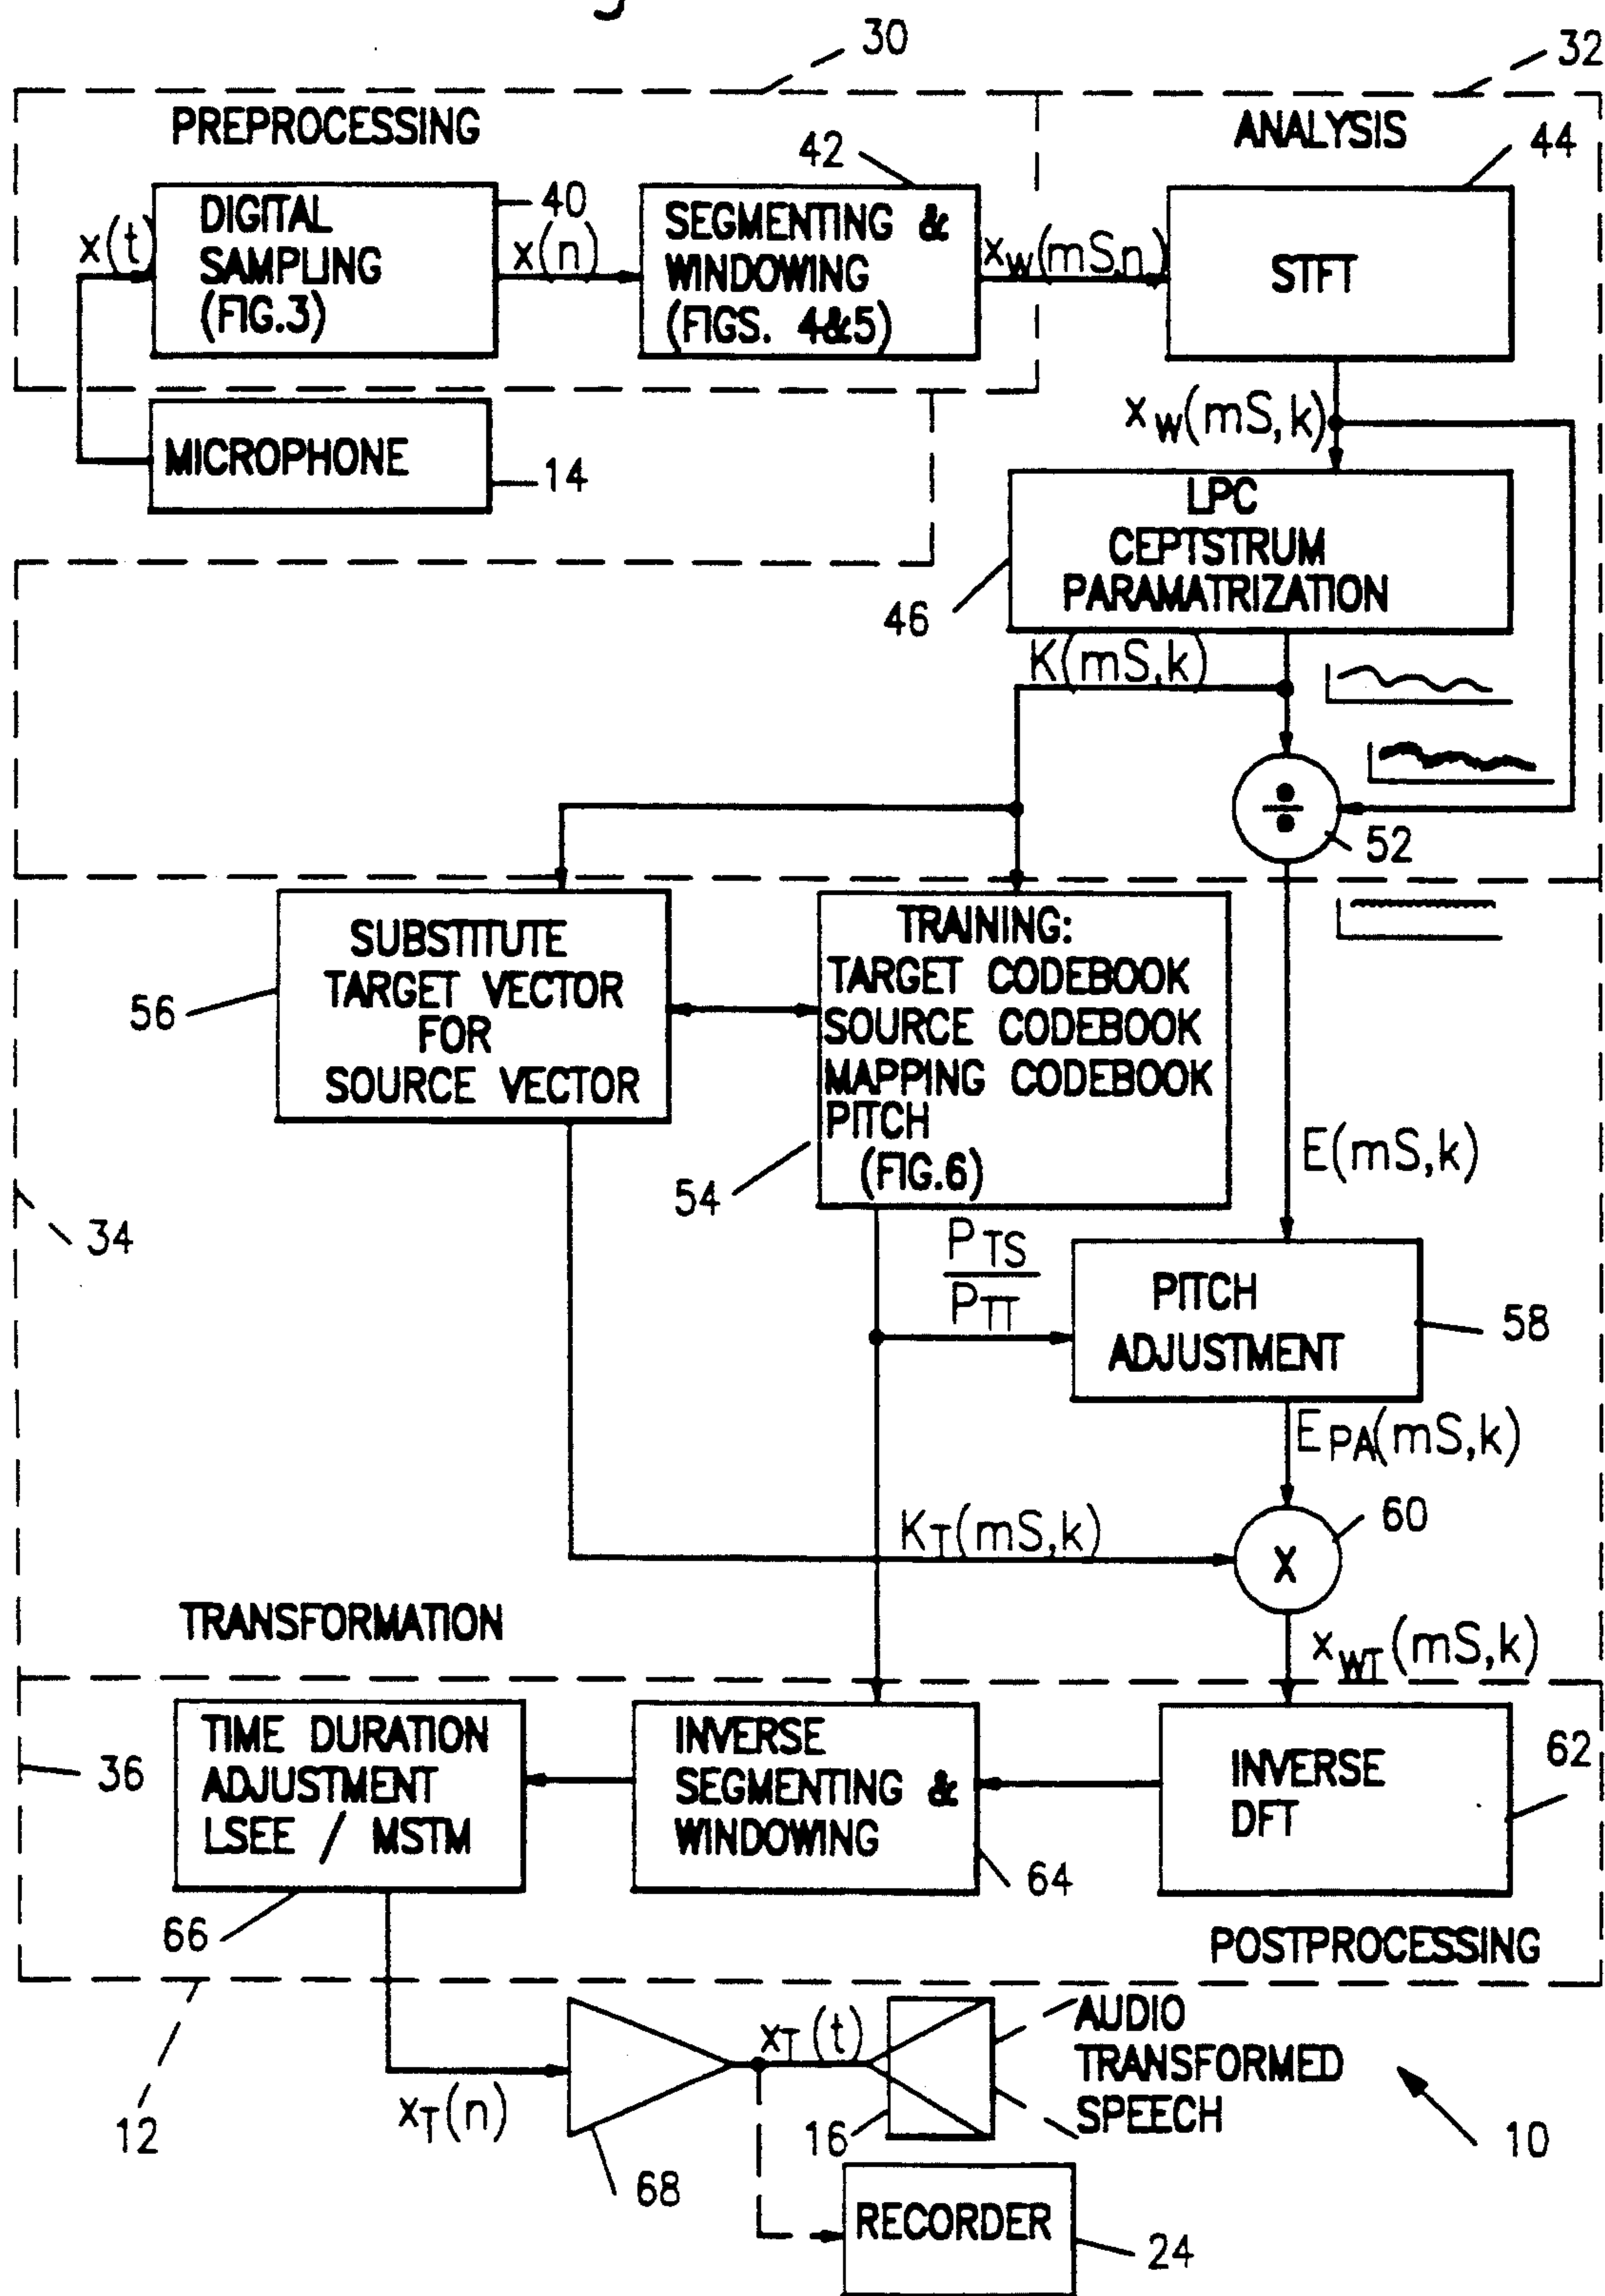 30
32
PREPROCESSING
ANALYSIS
42
44
40
DIGITAL
SAMPLING
(FIG.3)
x(t)
x(n)
SEGMENTING &
WINDOWING
(FIGS. 4&5)
xW(mS,n)
STFT
MICROPHONE
14
xW(mS,k)
LPC
CEPTSTRUM
PARAMATRIZATION
46
K(mS,k)
÷
52
SUBSTITUTE
TARGET VECTOR
FOR
SOURCE VECTOR
56
TRAINING:
TARGET CODEBOOK
SOURCE CODEBOOK
MAPPING CODEBOOK
PITCH
(FIG.6)
54
E(mS,k)
34
PTS
PTT
PITCH
ADJUSTMENT
58
EPA(mS,k)
KT(mS,k)
60
X
TRANSFORMATION
xWT(mS,k)
TIME DURATION
ADJUSTMENT
LSEE / MSTM
INVERSE
SEGMENTING &
WINDOWING
INVERSE
DFT
62
36
64
66
POSTPROCESSING
12
xT(n)
68
xT(t)
16
AUDIO
TRANSFORMED
SPEECH
10
RECORDER
24